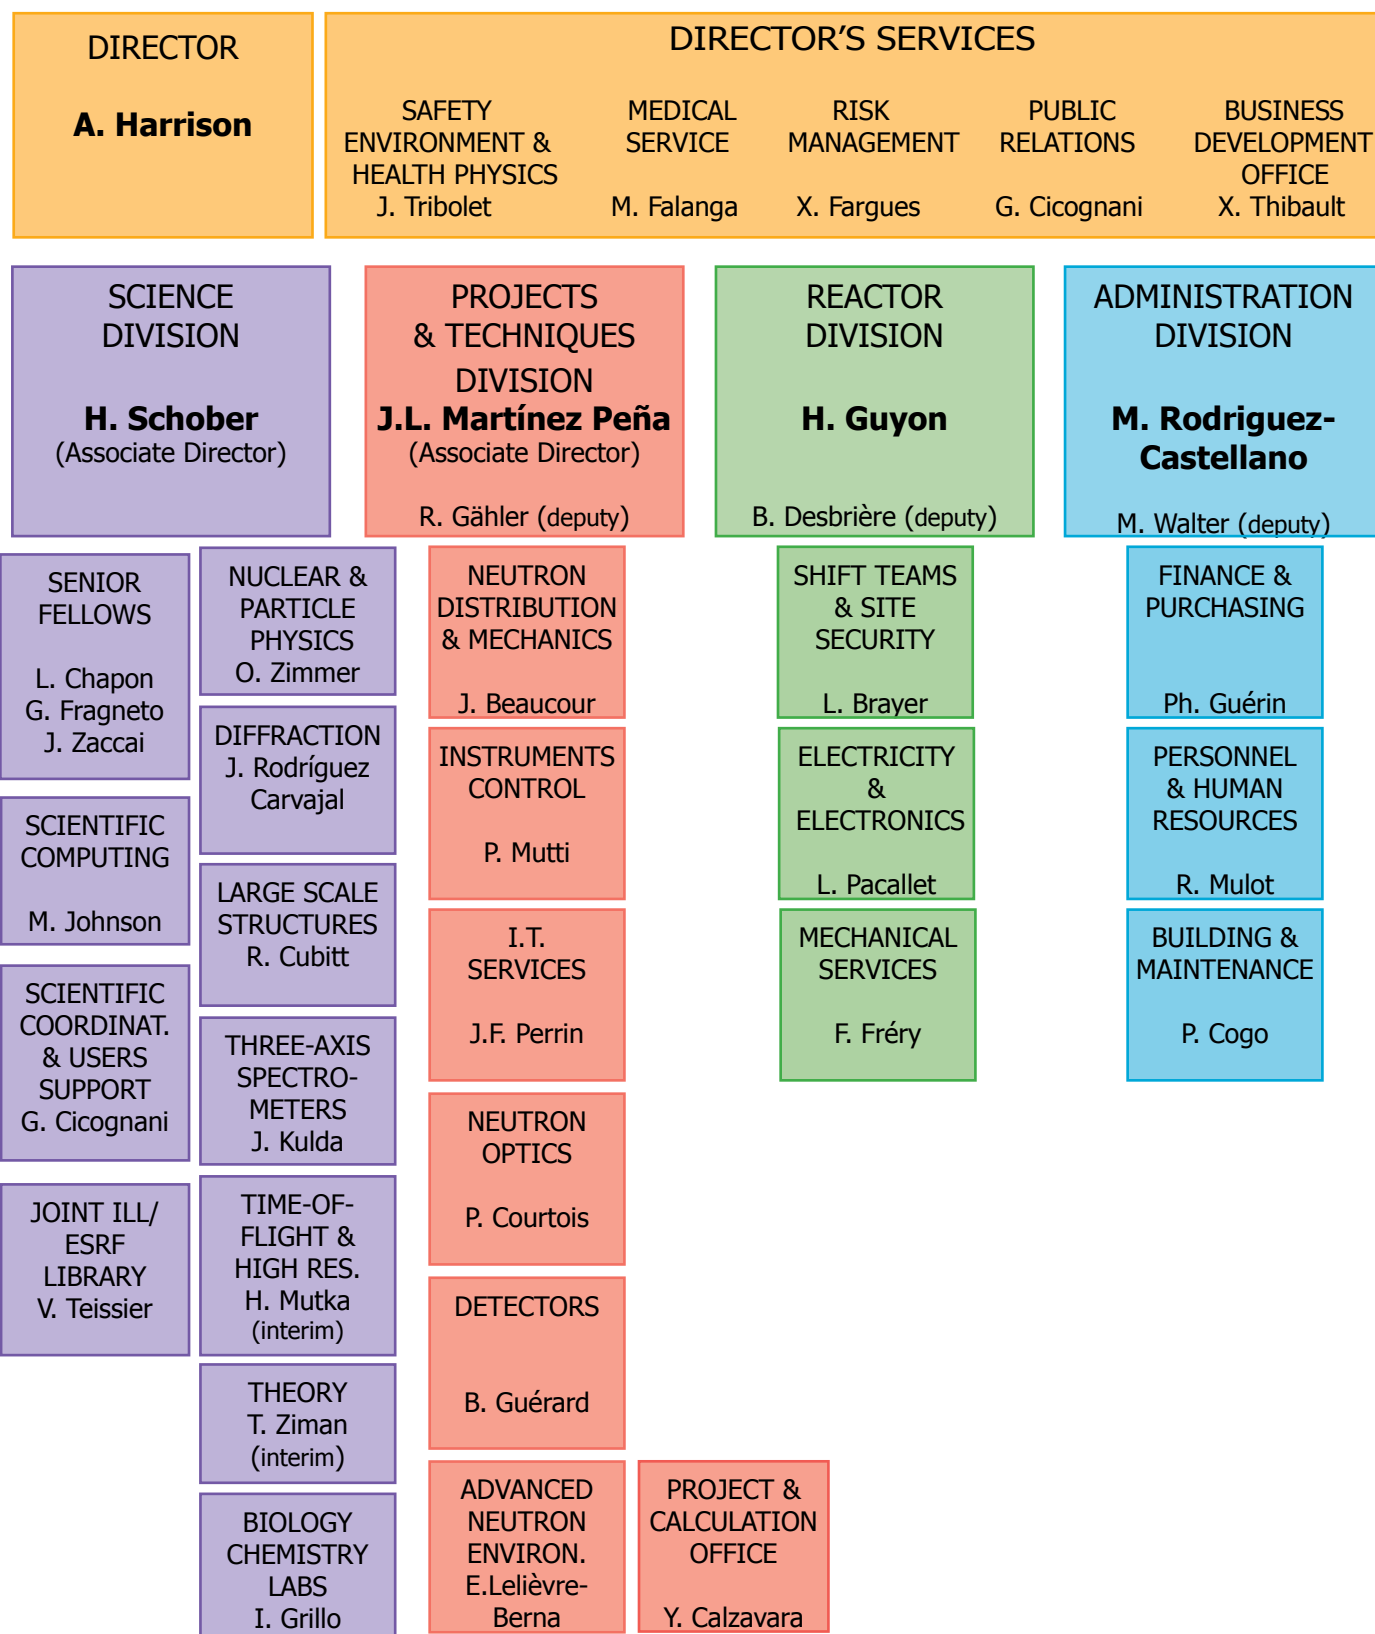 DIRECTOR
A. Harrison
DIRECTOR'S SERVICES
SAFETY
ENVIRONMENT &
HEALTH PHYSICS
J. Tribolet
MEDICAL
SERVICE
M. Falanga
RISK
MANAGEMENT
X. Fargues
PUBLIC
RELATIONS
G. Cicognani
BUSINESS
DEVELOPMENT
OFFICE
X. Thibault
SCIENCE
DIVISION
H. Schober
(Associate Director)
PROJECTS
& TECHNIQUES
DIVISION
J.L. Martínez Peña
(Associate Director)
R. Gähler (deputy)
REACTOR
DIVISION
H. Guyon
B. Desbrière (deputy)
ADMINISTRATION
DIVISION
M. Rodriguez-
Castellano
M. Walter (deputy)
SENIOR
FELLOWS
L. Chapon
G. Fragneto
J. Zaccai
SCIENTIFIC
COMPUTING
M. Johnson
SCIENTIFIC
COORDINAT.
& USERS
SUPPORT
G. Cicognani
JOINT ILL/
ESRF
LIBRARY
V. Teissier
NUCLEAR &
PARTICLE
PHYSICS
O. Zimmer
DIFFRACTION
J. Rodríguez
Carvajal
LARGE SCALE
STRUCTURES
R. Cubitt
THREE-AXIS
SPECTRO-
METERS
J. Kulda
TIME-OF-
FLIGHT &
HIGH RES.
H. Mutka
(interim)
THEORY
T. Ziman
(interim)
BIOLOGY
CHEMISTRY
LABS
I. Grillo
NEUTRON
DISTRIBUTION
& MECHANICS
J. Beaucour
INSTRUMENTS
CONTROL
P. Mutti
I.T.
SERVICES
J.F. Perrin
NEUTRON
OPTICS
P. Courtois
DETECTORS
B. Guérard
ADVANCED
NEUTRON
ENVIRON.
E.Lelièvre-
Berna
PROJECT &
CALCULATION
OFFICE
Y. Calzavara
SHIFT TEAMS
& SITE
SECURITY
L. Brayer
ELECTRICITY
&
ELECTRONICS
L. Pacallet
MECHANICAL
SERVICES
F. Fréry
FINANCE &
PURCHASING
Ph. Guérin
PERSONNEL
& HUMAN
RESOURCES
R. Mulot
BUILDING &
MAINTENANCE
P. Cogo